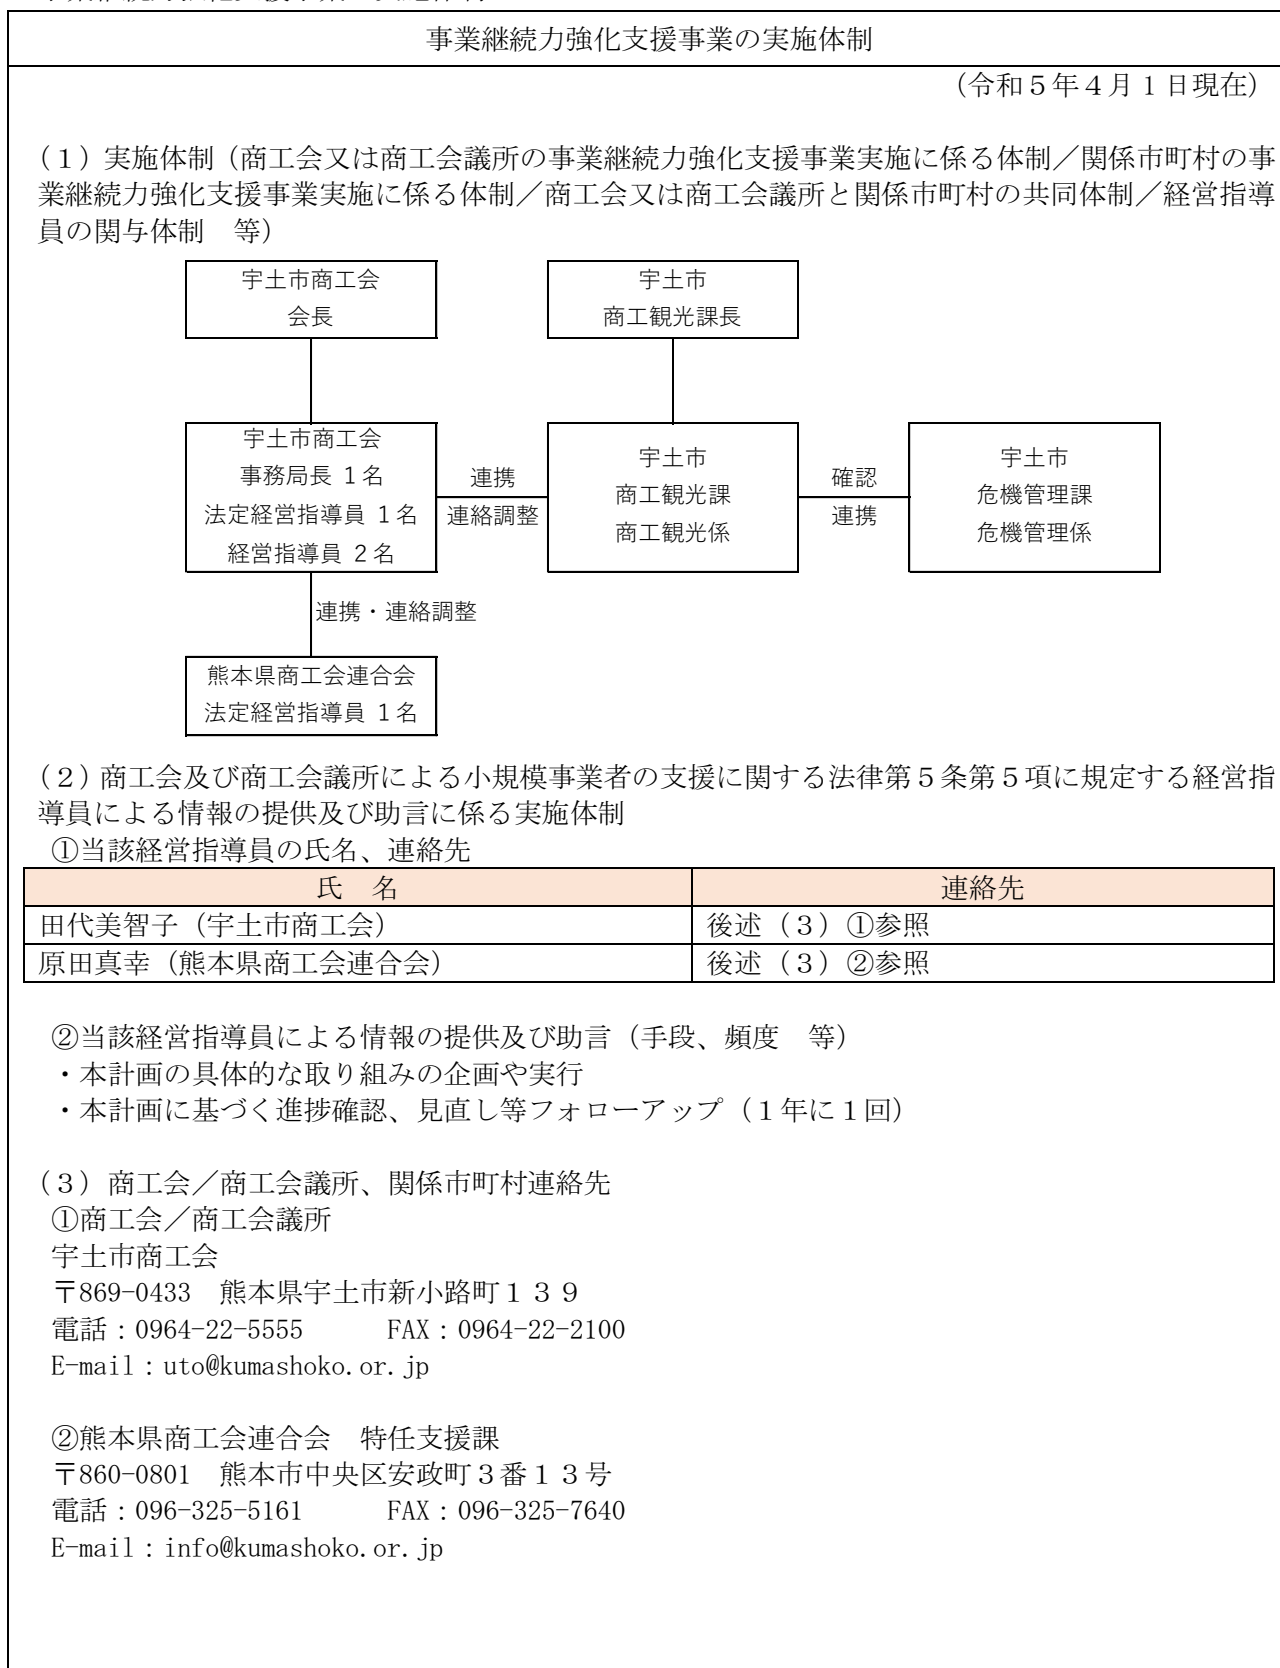 事業継続力強化支援事業の実施体制
（令和５年４月１日現在）
（１）実施体制（商工会又は商工会議所の事業継続力強化支援事業実施に係る体制／関係市町村の事
業継続力強化支援事業実施に係る体制／商工会又は商工会議所と関係市町村の共同体制／経営指導
員の関与体制　等）
宇土市商工会
会長
宇土市
商工観光課長
宇土市商工会
事務局長 １名
法定経営指導員 １名
経営指導員 ２名
連携
連絡調整
宇土市
商工観光課
商工観光係
確認
連携
宇土市
危機管理課
危機管理係
連携・連絡調整
熊本県商工会連合会
法定経営指導員 １名
（２）商工会及び商工会議所による小規模事業者の支援に関する法律第５条第５項に規定する経営指
導員による情報の提供及び助言に係る実施体制
①当該経営指導員の氏名、連絡先
氏　名　連絡先
田代美智子（宇土市商工会）　後述（３）①参照
原田真幸（熊本県商工会連合会）　後述（３）②参照
②当該経営指導員による情報の提供及び助言（手段、頻度　等）
・本計画の具体的な取り組みの企画や実行
・本計画に基づく進捗確認、見直し等フォローアップ（１年に１回）
（３）商工会／商工会議所、関係市町村連絡先
①商工会／商工会議所
宇土市商工会
〒869-0433　熊本県宇土市新小路町１３９
電話：0964-22-5555　　FAX：0964-22-2100
E-mail：uto@kumashoko.or.jp
②熊本県商工会連合会　特任支援課
〒860-0801　熊本市中央区安政町３番１３号
電話：096-325-5161　　FAX：096-325-7640
E-mail：info@kumashoko.or.jp